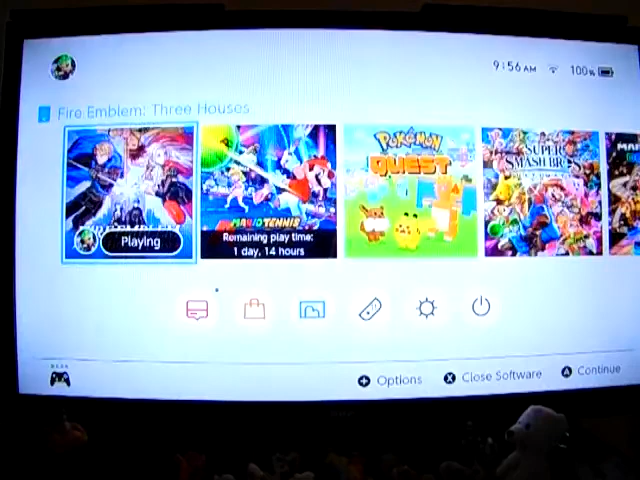 9:56 AM 100%
Fire Emblem: Three Houses
POKÉMON
QUEST
SUPER
SMASH BROS
MARIO TENNIS
Playing
Remaining play time:
1 day, 14 hours
+ Options X Close Software A Continue